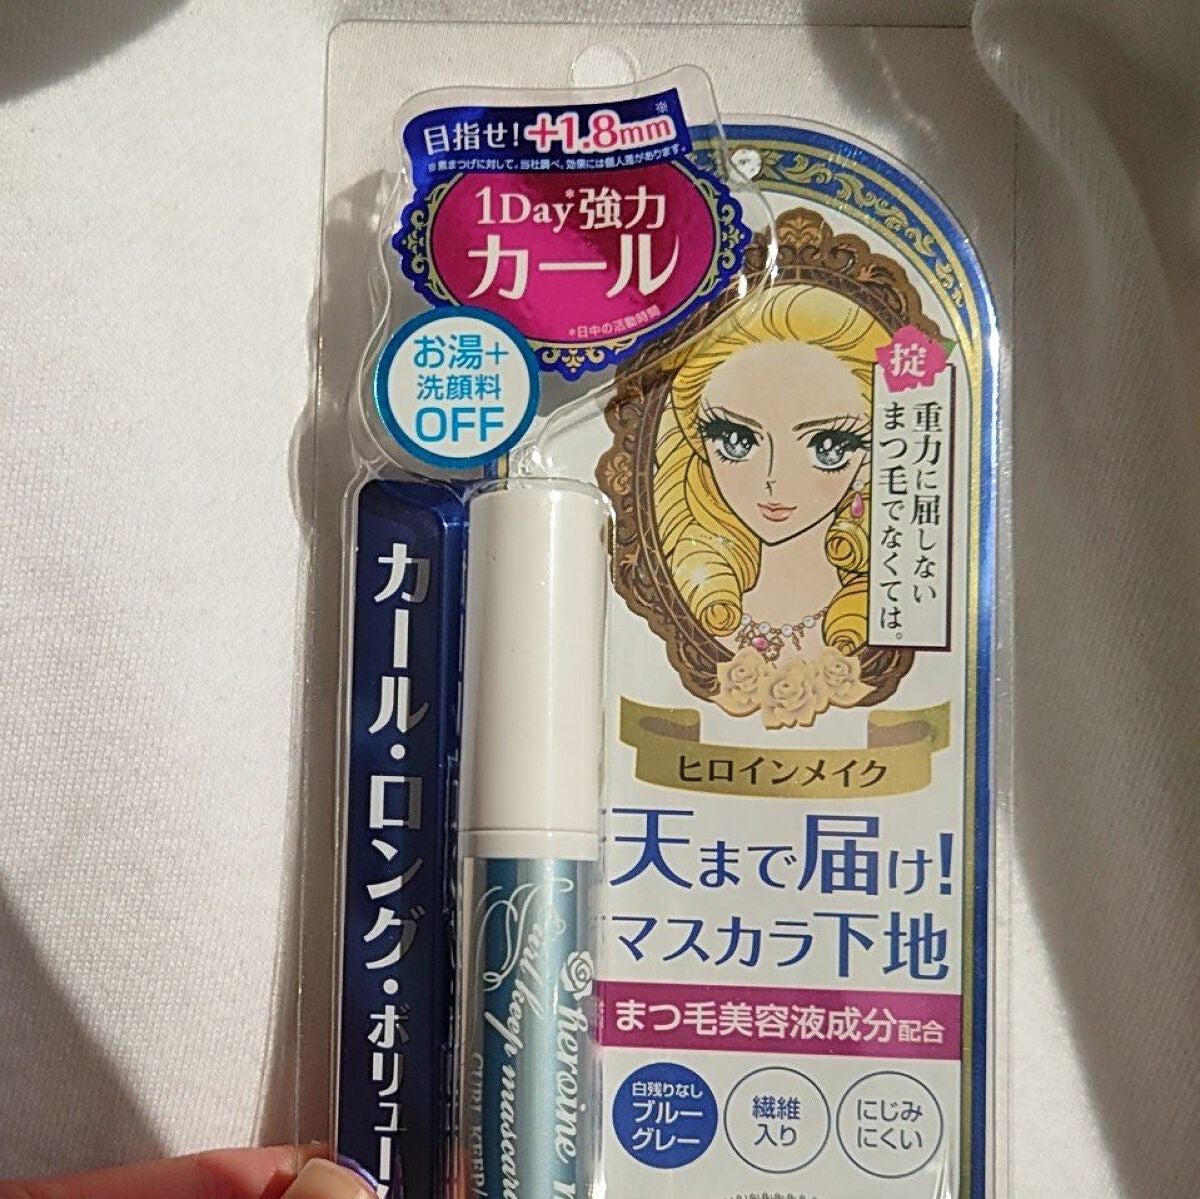 目指せ!+1.8mm※
※素まつげに対して。当社調べ。効果には個人差があります。
1Day*強力
カール
*日中の活動時間
お湯+
洗顔料
OFF
掟
重力に屈しない
まつ毛でなくては。
カール・ロング・ボリューム
ヒロインメイク
天まで届け!
マスカラ下地
まつ毛美容液成分配合
白残りなし
ブルー
グレー
繊維
入り
にじみ
にくい
heroine
Curl keep mascara
CURL KEEP